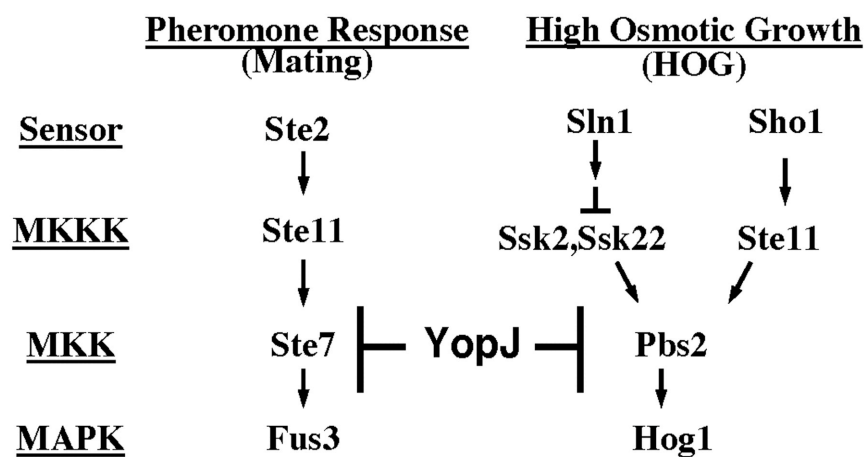 Pheromone Response High Osmotic Growth
(Mating) (HOG)
Sensor Ste2 Sln1 Sho1
MKKK Ste11 Ssk2,Ssk22 Ste11
MKK Ste7 YopJ Pbs2
MAPK Fus3 Hog1